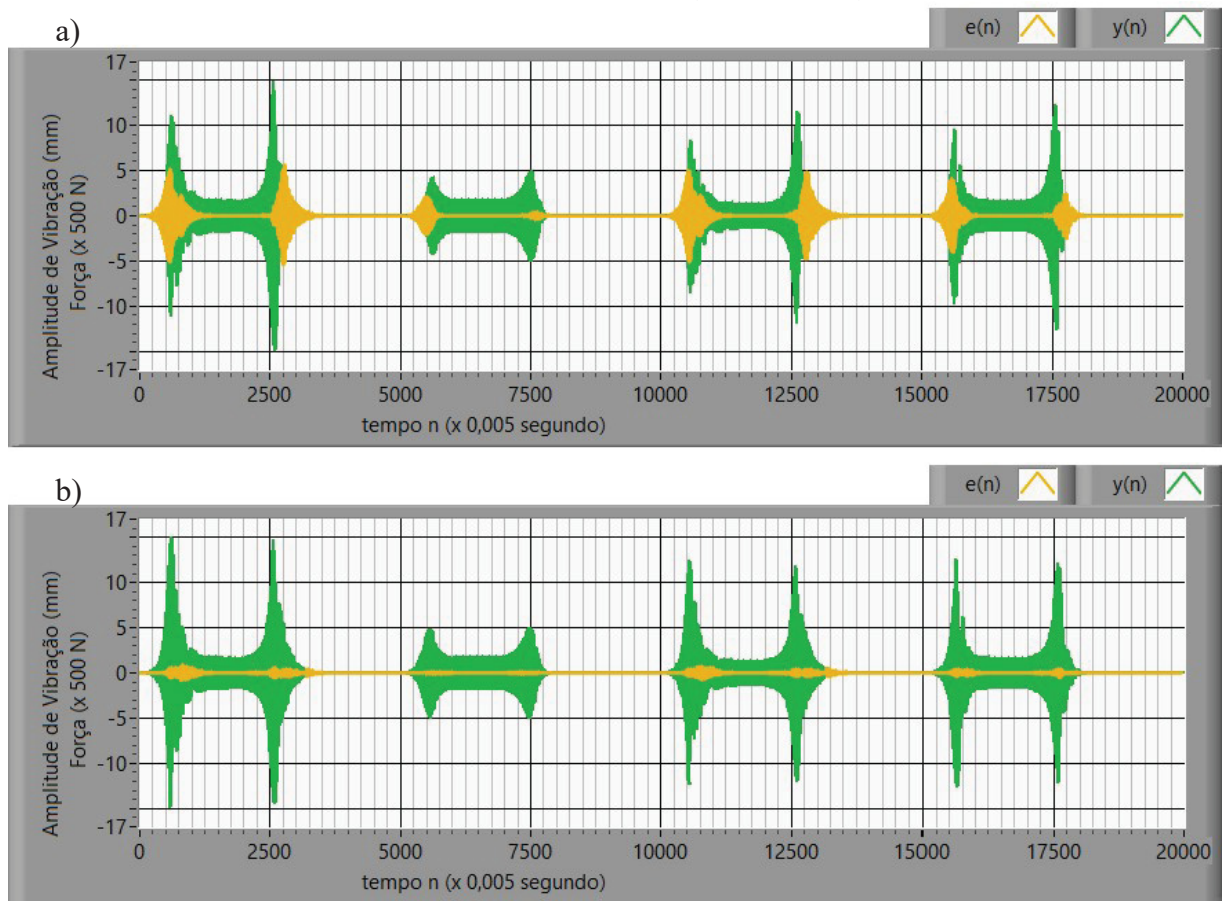 a)
e(n) y(n)
Amplitude de Vibração (mm)
Força (x 500 N)
17
10
5
0
-5
-10
-17
0 2500 5000 7500 10000 12500 15000 17500 20000
tempo n (x 0,005 segundo)
b)
e(n) y(n)
Amplitude de Vibração (mm)
Força (x 500 N)
17
10
5
0
-5
-10
-17
0 2500 5000 7500 10000 12500 15000 17500 20000
tempo n (x 0,005 segundo)